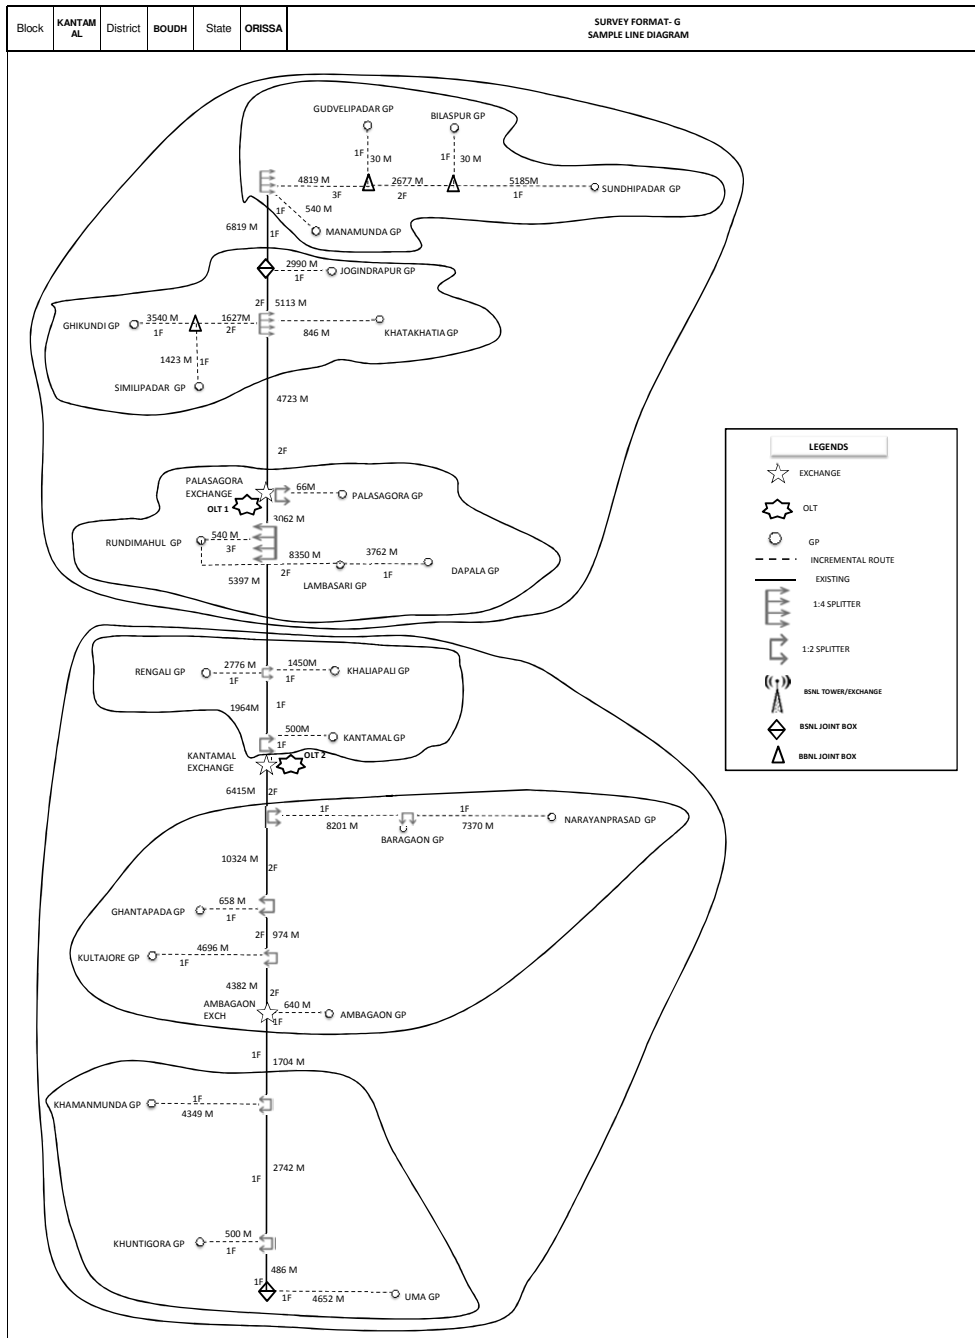 Block
KANTAM
AL
District
BOUDH
State
ORISSA
SURVEY FORMAT- G
SAMPLE LINE DIAGRAM
GUDVELIPADAR GP
BILASPUR GP
1F
30 M
1F
30 M
4819 M
2677 M
5185M
3F
2F
1F
SUNDHIPADAR GP
1F
540 M
6819 M
1F
MANAMUNDA GP
2990 M
JOGINDRAPUR GP
1F
2F
5113 M
GHIKUNDI GP
3540 M
1627M
1F
2F
846 M
KHATAKHATIA GP
1423 M
1F
SIMILIPADAR GP
4723 M
2F
PALASAGORA
EXCHANGE
66M
PALASAGORA GP
OLT 1
3062 M
RUNDIMAHUL GP
540 M
3F
8350 M
3762 M
2F
1F
DAPALA GP
5397 M
LAMBASARI GP
RENGALI GP
2776 M
1450M
KHALIAPALI GP
1F
1F
1964M
1F
500M
KANTAMAL GP
1F
KANTAMAL
EXCHANGE
OLT 2
6415M
2F
1F
1F
8201 M
7370 M
NARAYANPRASAD GP
BARAGAON GP
10324 M
2F
658 M
GHANTAPADA GP
1F
2F
974 M
4696 M
KULTAJORE GP
1F
4382 M
2F
AMBAGAON
EXCH
640 M
AMBAGAON GP
1F
1F
1704 M
KHAMANMUNDA GP
1F
4349 M
1F
2742 M
KHUNTIGORA GP
500 M
1F
486 M
1F
1F
4652 M
UMA GP
LEGENDS
EXCHANGE
OLT
GP
INCREMENTAL ROUTE
EXISTING
1:4 SPLITTER
1:2 SPLITTER
BSNL TOWER/EXCHANGE
BSNL JOINT BOX
BBNL JOINT BOX